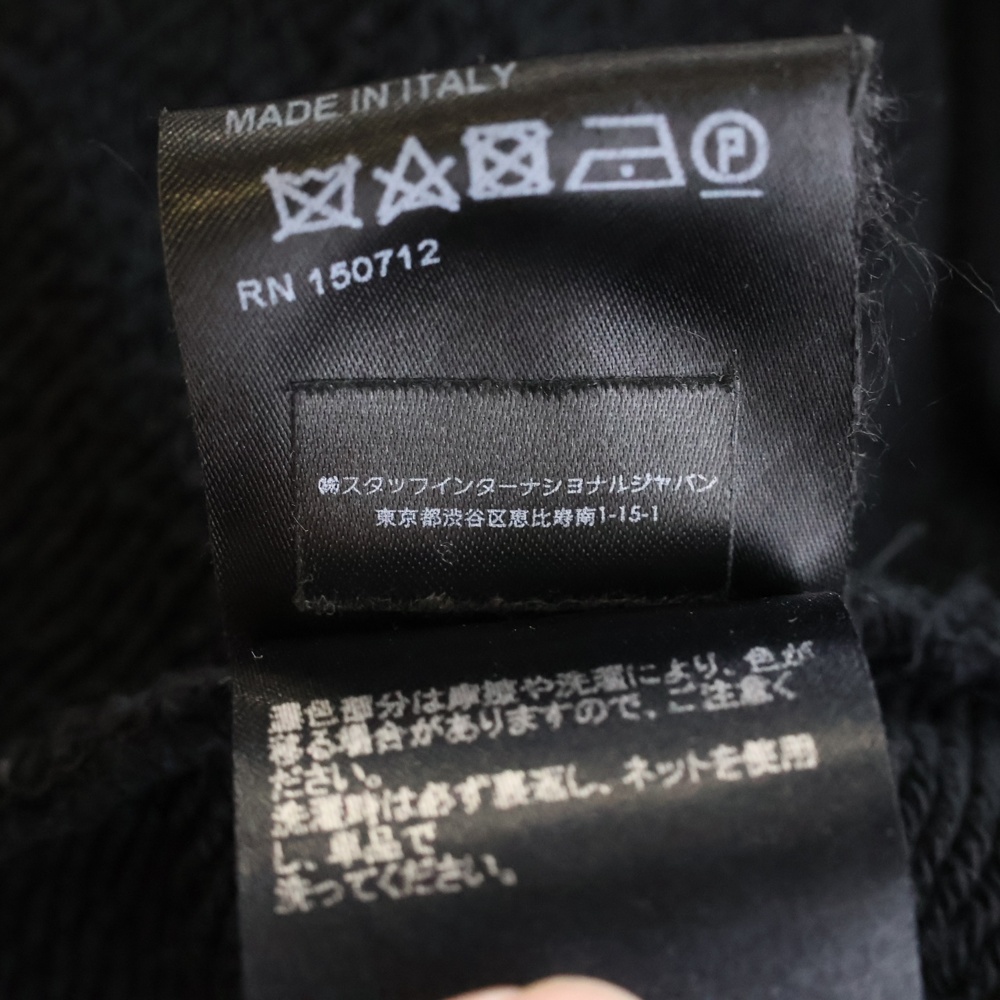 MADE IN ITALY
P
RN 150712
㈱スタッフインターナショナルジャパン
東京都渋谷区恵比寿南1-15-1
濃色部分は摩擦や洗濯により、色が
移る場合がありますので、ご注意く
ださい。
洗濯時は必ず裏返し、ネットを使用
し、単品で
洗ってください。